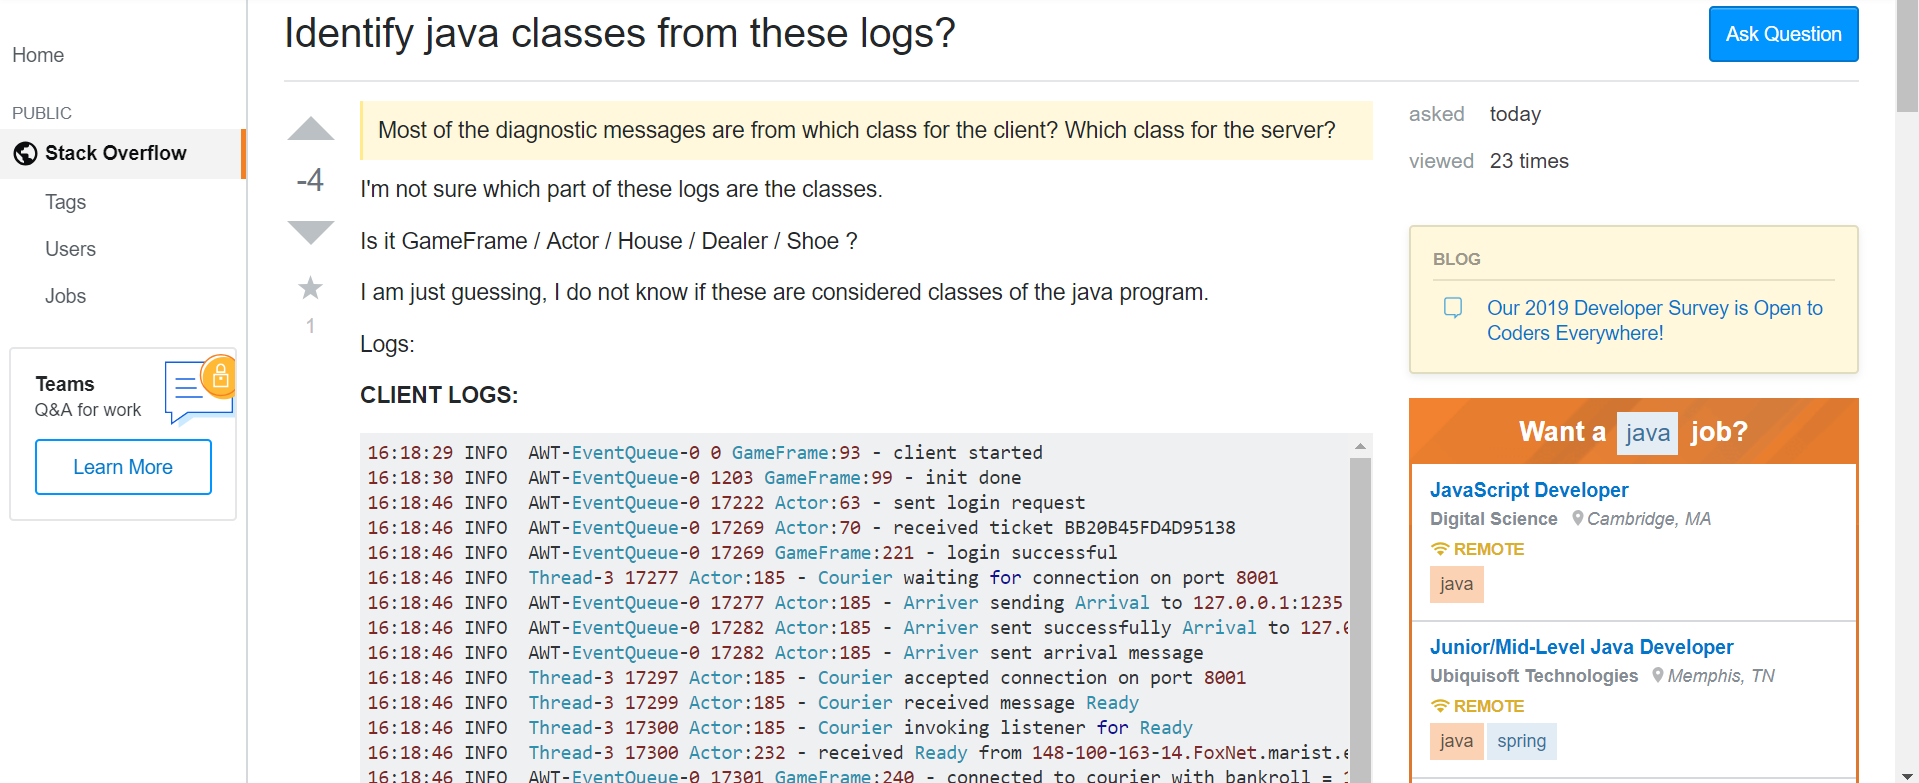 Identify java classes from these logs?
Ask Question
Home
PUBLIC
Stack Overflow
Tags
Users
Jobs
Teams
Q&A for work
Learn More
-4
1
Most of the diagnostic messages are from which class for the client? Which class for the server?
I'm not sure which part of these logs are the classes.
Is it GameFrame / Actor / House / Dealer / Shoe ?
I am just guessing, I do not know if these are considered classes of the java program.
Logs:
CLIENT LOGS:
16:18:29 INFO  AWT-EventQueue-0 0 GameFrame:93 - client started
16:18:30 INFO  AWT-EventQueue-0 1203 GameFrame:99 - init done
16:18:46 INFO  AWT-EventQueue-0 17222 Actor:63 - sent login request
16:18:46 INFO  AWT-EventQueue-0 17269 Actor:70 - received ticket BB20B45FD4D95138
16:18:46 INFO  AWT-EventQueue-0 17269 GameFrame:221 - login successful
16:18:46 INFO  Thread-3 17277 Actor:185 - Courier waiting for connection on port 8001
16:18:46 INFO  AWT-EventQueue-0 17277 Actor:185 - Arriver sending Arrival to 127.0.0.1:1235
16:18:46 INFO  AWT-EventQueue-0 17282 Actor:185 - Arriver sent successfully Arrival to 127.
16:18:46 INFO  AWT-EventQueue-0 17282 Actor:185 - Arriver sent arrival message
16:18:46 INFO  Thread-3 17297 Actor:185 - Courier accepted connection on port 8001
16:18:46 INFO  Thread-3 17299 Actor:185 - Courier received message Ready
16:18:46 INFO  Thread-3 17300 Actor:185 - Courier invoking listener for Ready
16:18:46 INFO  Thread-3 17300 Actor:232 - received Ready from 148-100-163-14.FoxNet.marist.
16:18:46 INFO  AWT-EventQueue-0 17301 GameFrame:240 - connected to courier with bankroll =
asked today
viewed 23 times
BLOG
Our 2019 Developer Survey is Open to
Coders Everywhere!
Want a java job?
JavaScript Developer
Digital Science Cambridge, MA
REMOTE
java
Junior/Mid-Level Java Developer
Ubiquisoft Technologies Memphis, TN
REMOTE
java spring